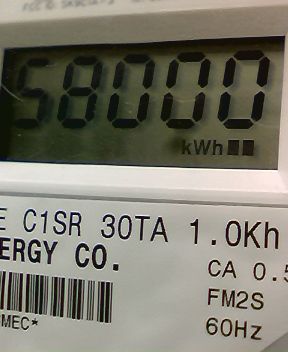 58000
kWh
E C1SR 30TA 1.0Kh
ERGY CO.
CA 0.5
FM2S
MEC*
60Hz